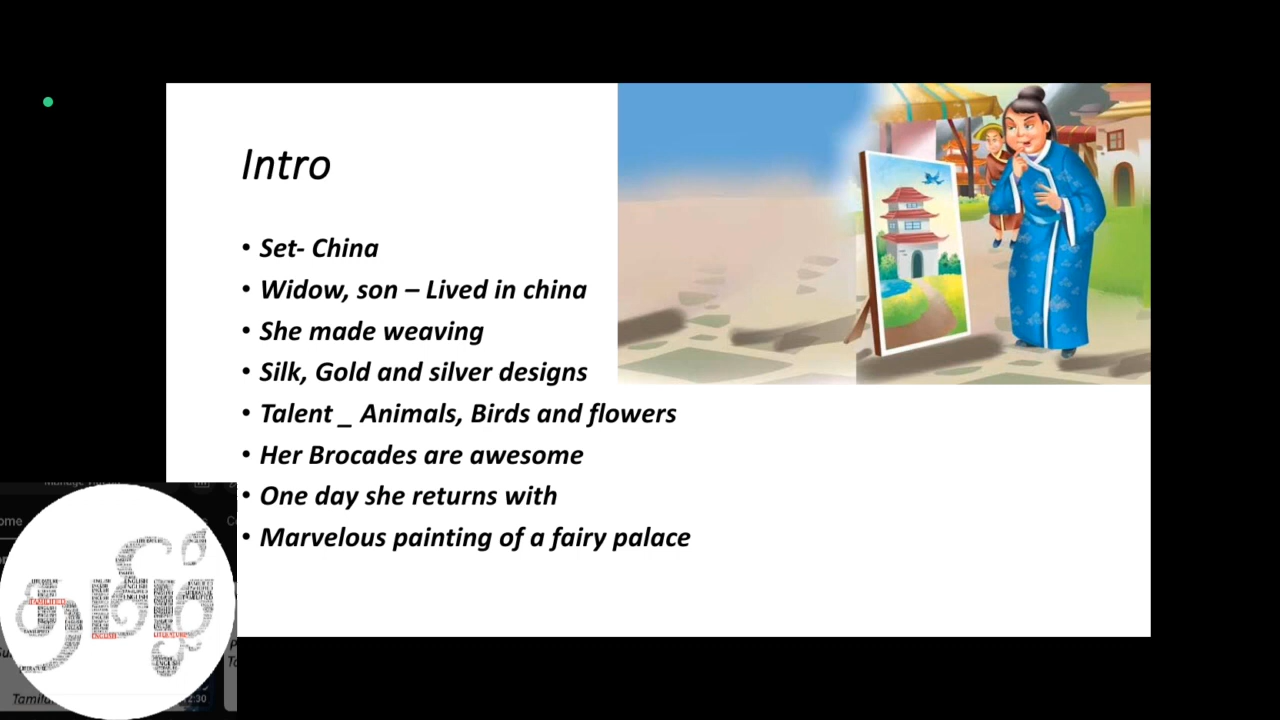 Intro
• Set- China
• Widow, son – Lived in china
• She made weaving
• Silk, Gold and silver designs
• Talent _ Animals, Birds and flowers
• Her Brocades are awesome
• One day she returns with
• Marvelous painting of a fairy palace
தமிழ்